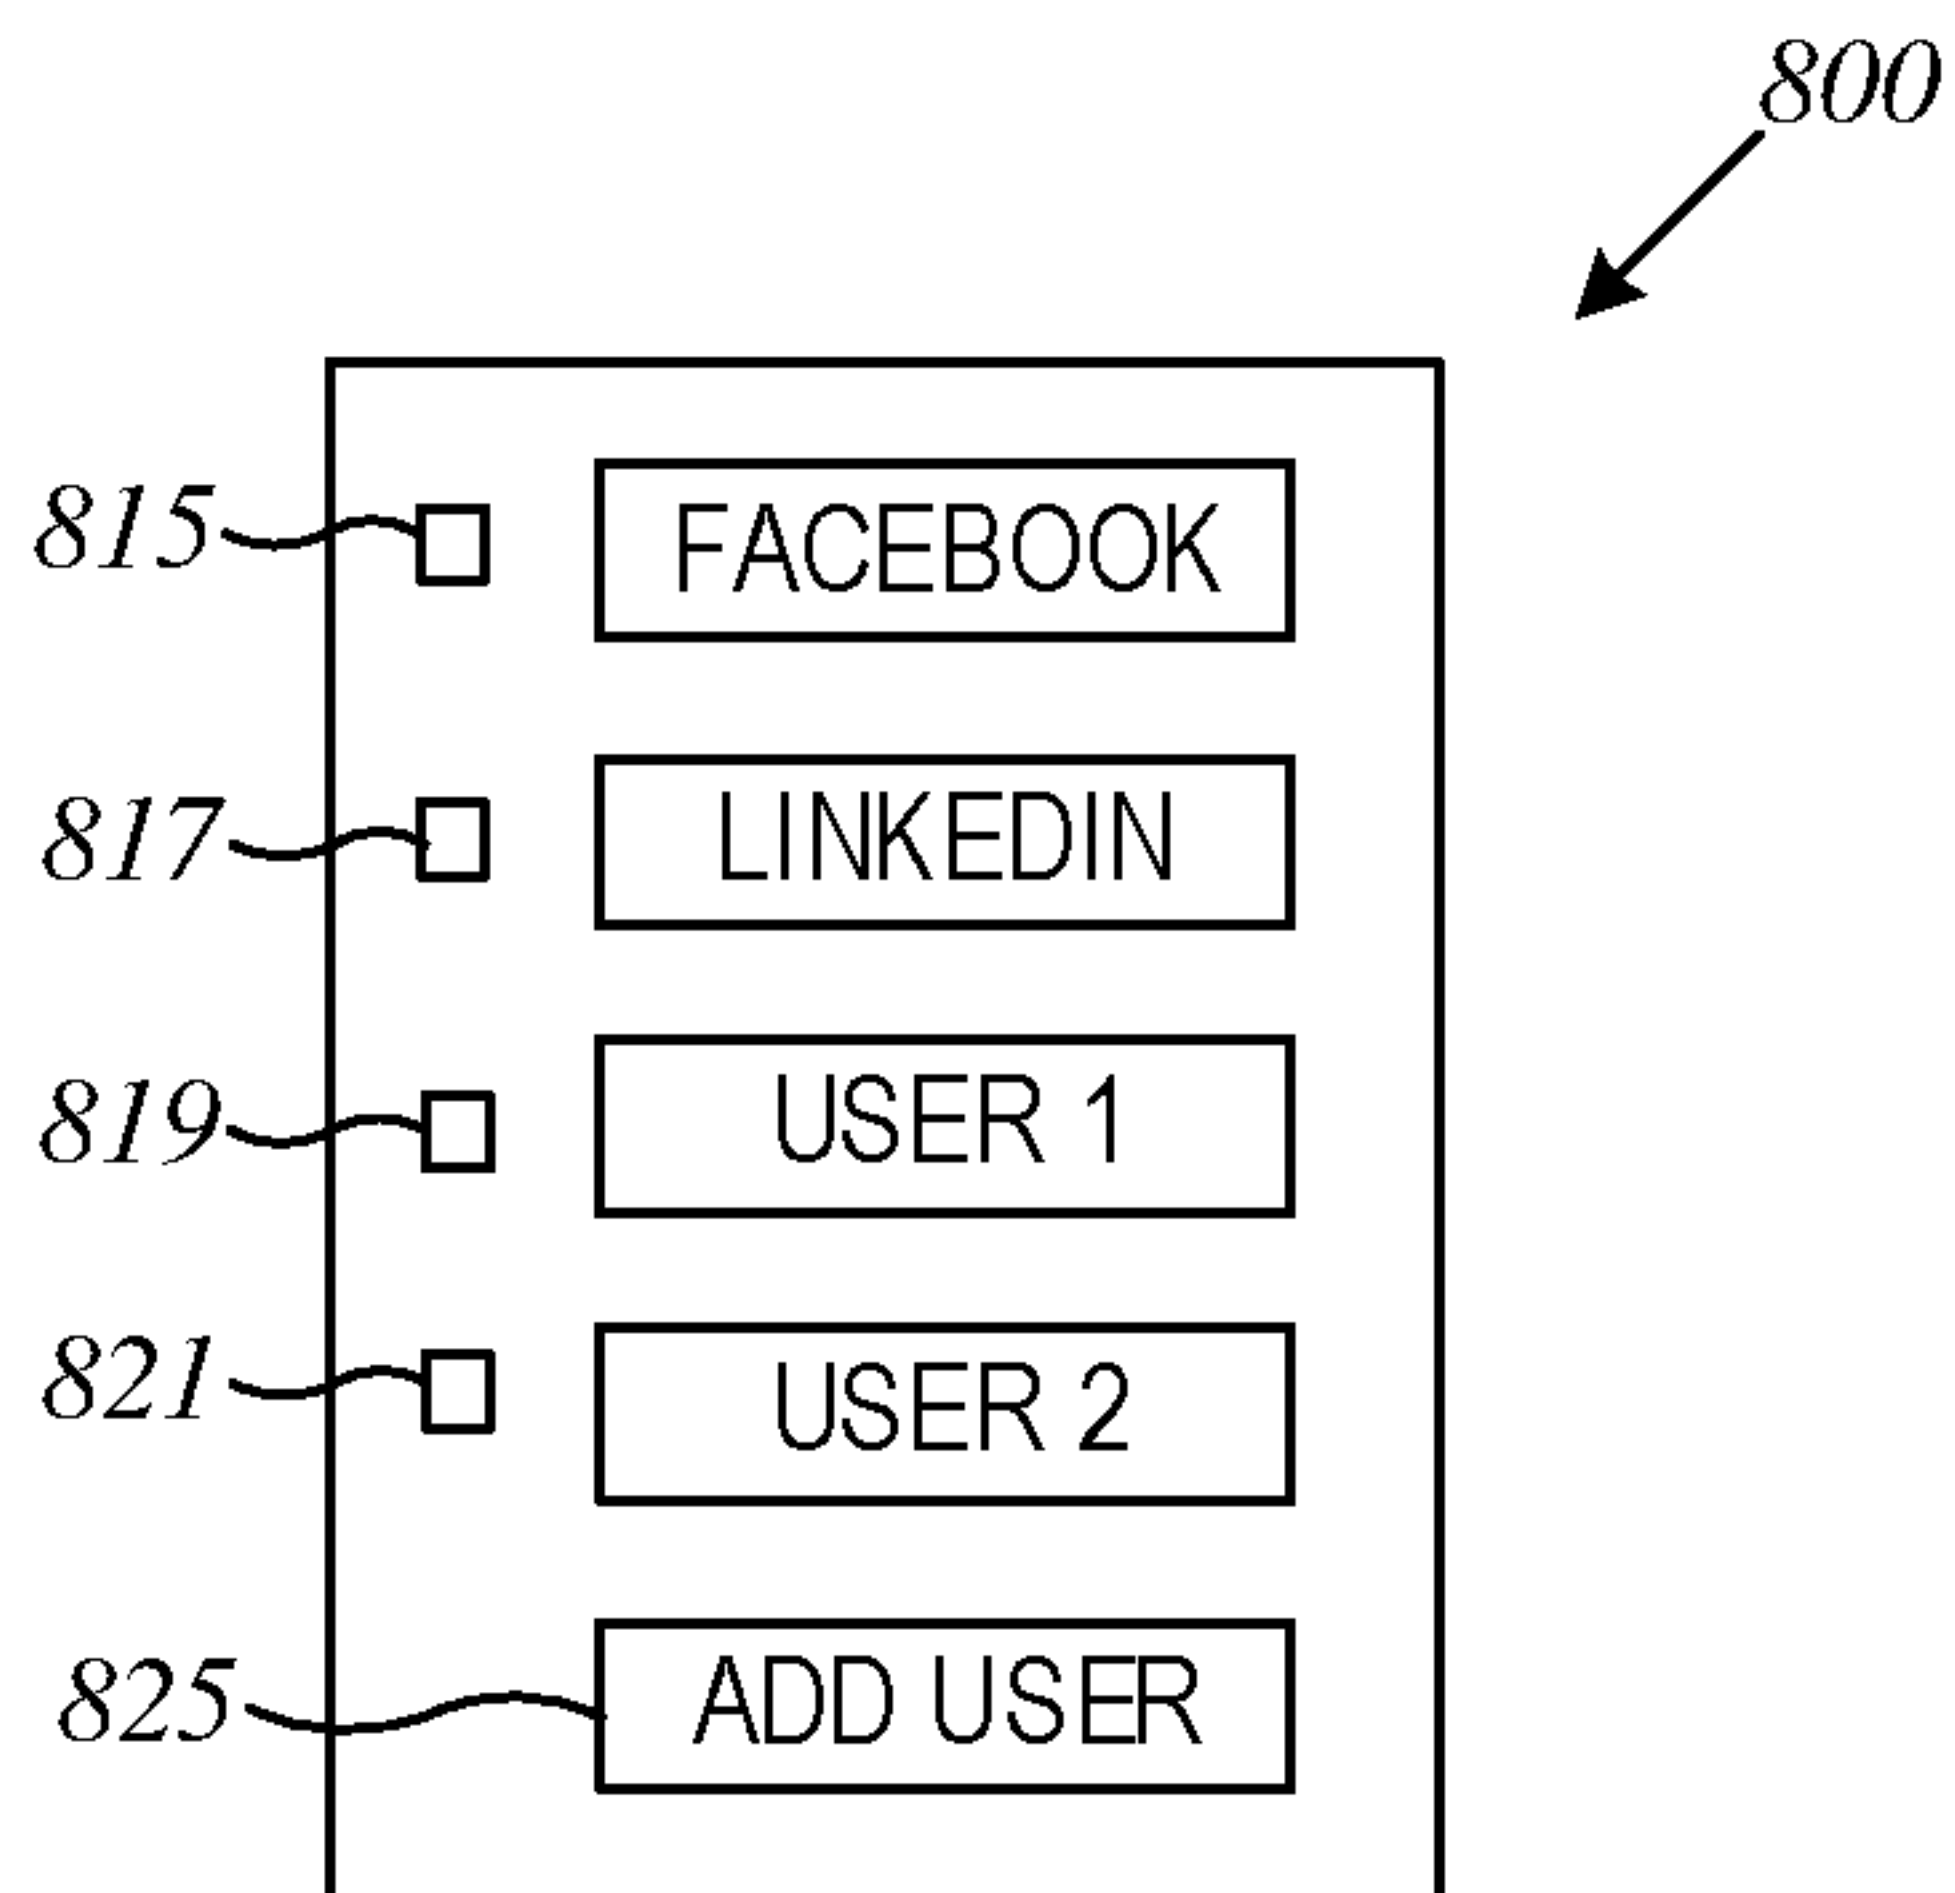 800
815 FACEBOOK
817 LINKEDIN
819 USER 1
821 USER 2
825 ADD USER